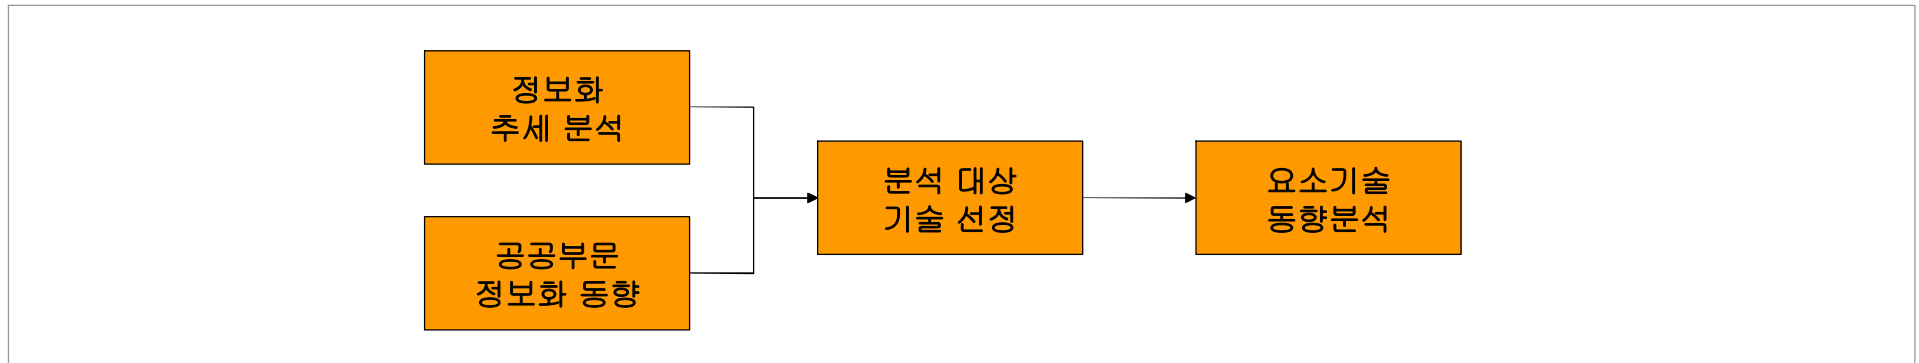 정보화
추세 분석
공공부문
정보화 동향
분석 대상
기술 선정
요소기술
동향분석